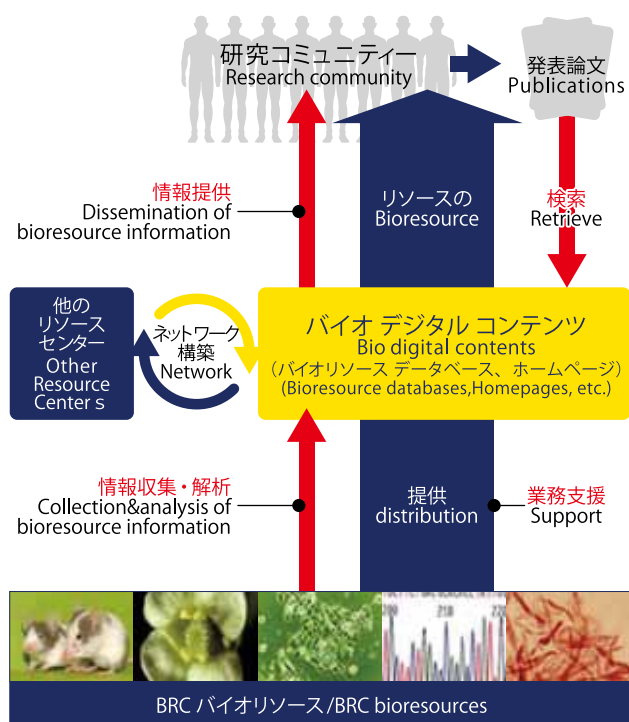 研究コミュニティー
Research community
発表論文
Publications
情報提供
Dissemination of
bioresource information
リソースの
Bioresource
検索
Retrieve
他の
リソース
センター
Other
Resource
Center s
ネットワーク
構築
Network
バイオ デジタル コンテンツ
Bio digital contents
(バイオリソース データベース、ホームページ)
(Bioresource databases,Homepages, etc.)
情報収集・解析
Collection&analysis of
bioresource information
提供
distribution
業務支援
Support
200 210 220
BRC バイオリソース/BRC bioresources